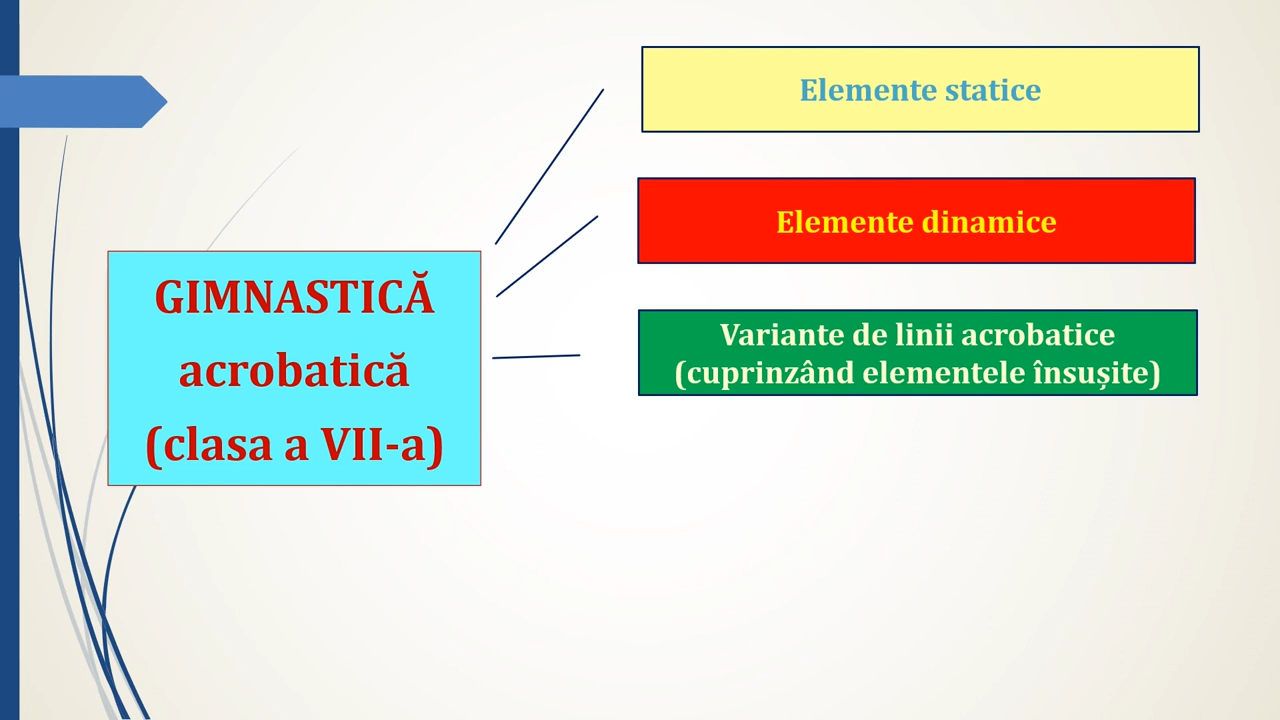 GIMNASTICĂ
acrobatică
(clasa a VII-a)
Elemente statice
Elemente dinamice
Variante de linii acrobatice
(cuprinzând elementele însușite)